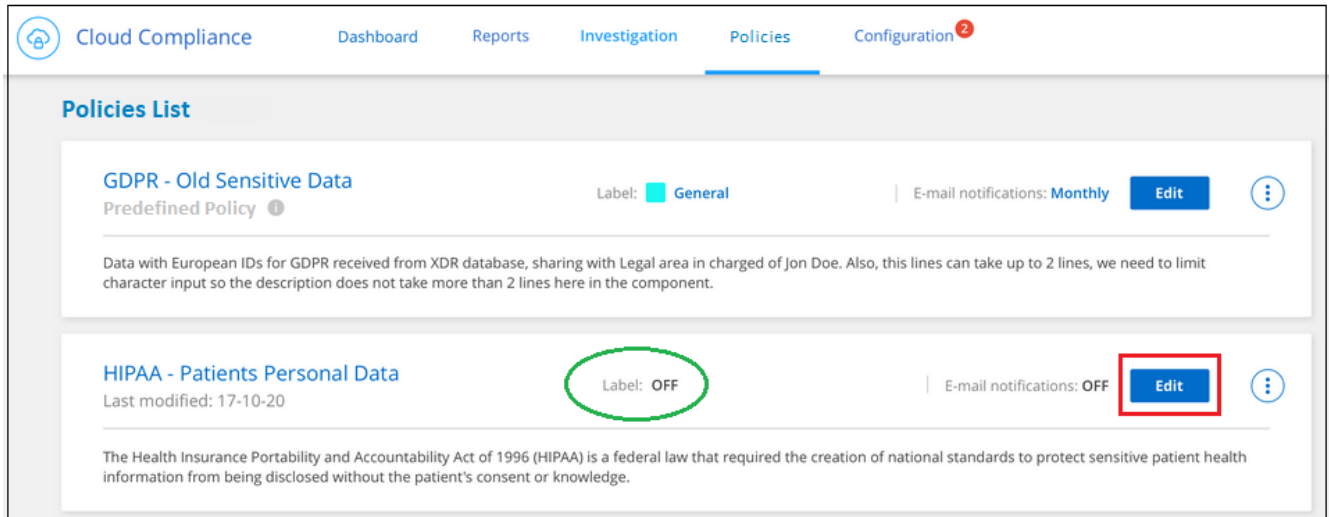 Cloud Compliance Dashboard Reports Investigation Policies Configuration 2
Policies List
GDPR - Old Sensitive Data Label: General E-mail notifications: Monthly Edit
Predefined Policy i
Data with European IDs for GDPR received from XDR database, sharing with Legal area in charged of Jon Doe. Also, this lines can take up to 2 lines, we need to limit
character input so the description does not take more than 2 lines here in the component.
HIPAA - Patients Personal Data Label: OFF E-mail notifications: OFF Edit
Last modified: 17-10-20
The Health Insurance Portability and Accountability Act of 1996 (HIPAA) is a federal law that required the creation of national standards to protect sensitive patient health
information from being disclosed without the patient's consent or knowledge.